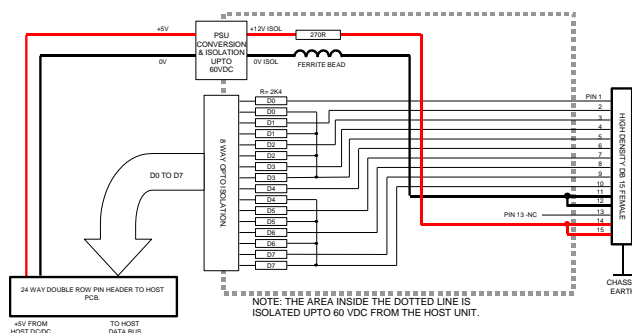 +5V
0V
PSU
CONVERSION
& ISOLATION
UPTO
60VDC
+12V ISOL
0V ISOL
270R
FERRITE BEAD
R= 2K4
D0
D0
D1
D1
D2
D2
D3
D3
D4
D4
D5
D5
D6
D6
D7
D7
8 WAY OPTO ISOLATION.
D0 TO D7
PIN 1
2
3
4
5
6
7
8
9
10
11
12
PIN 13 -NC
13
14
15
HIGH DENSITY DB 15 FEMALE
CHASS
EARTH
24 WAY DOUBLE ROW PIN HEADER TO HOST
PCB.
+5V FROM
HOST DC/DC
TO HOST
DATA BUS
NOTE: THE AREA INSIDE THE DOTTED LINE IS
ISOLATED UPTO 60 VDC FROM THE HOST UNIT.